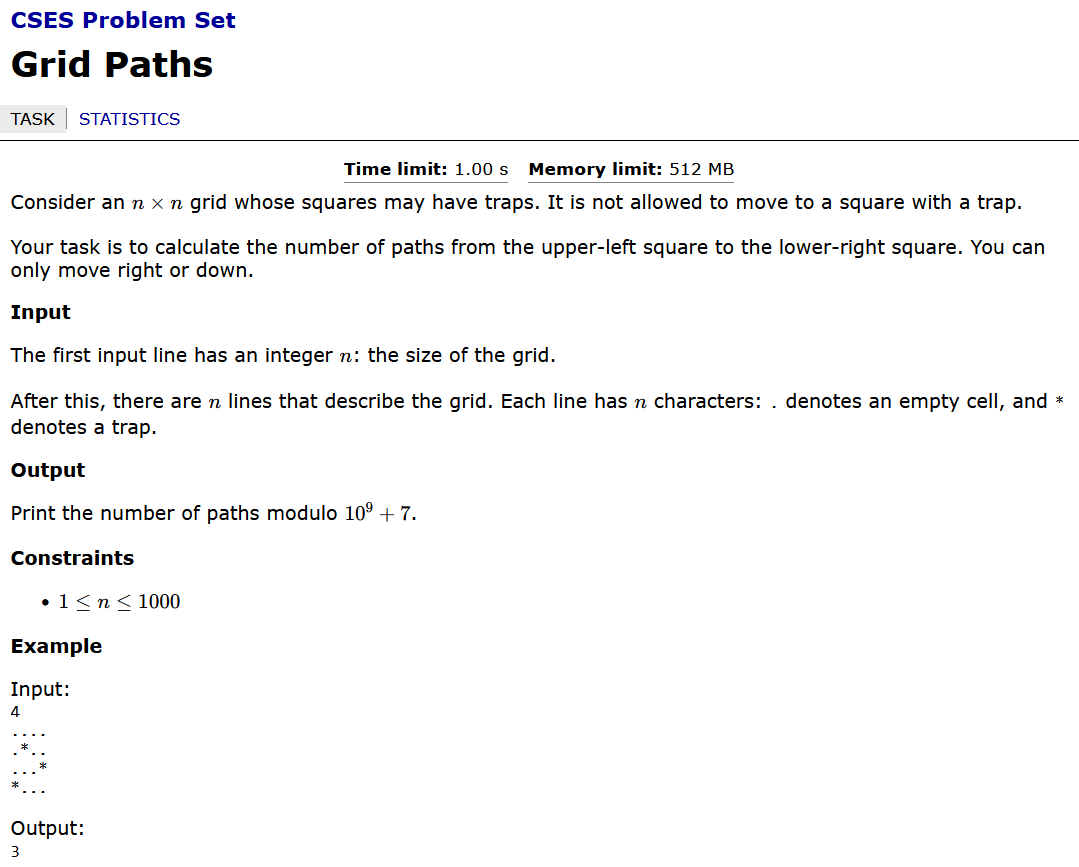 CSES Problem Set
Grid Paths
TASK STATISTICS
Time limit: 1.00 s Memory limit: 512 MB
Consider an n × n grid whose squares may have traps. It is not allowed to move to a square with a trap.
Your task is to calculate the number of paths from the upper-left square to the lower-right square. You can
only move right or down.
Input
The first input line has an integer n: the size of the grid.
After this, there are n lines that describe the grid. Each line has n characters: . denotes an empty cell, and *
denotes a trap.
Output
Print the number of paths modulo 10⁹ + 7.
Constraints
• 1 ≤ n ≤ 1000
Example
Input:
4
....
.*..
...*
*...
Output:
3